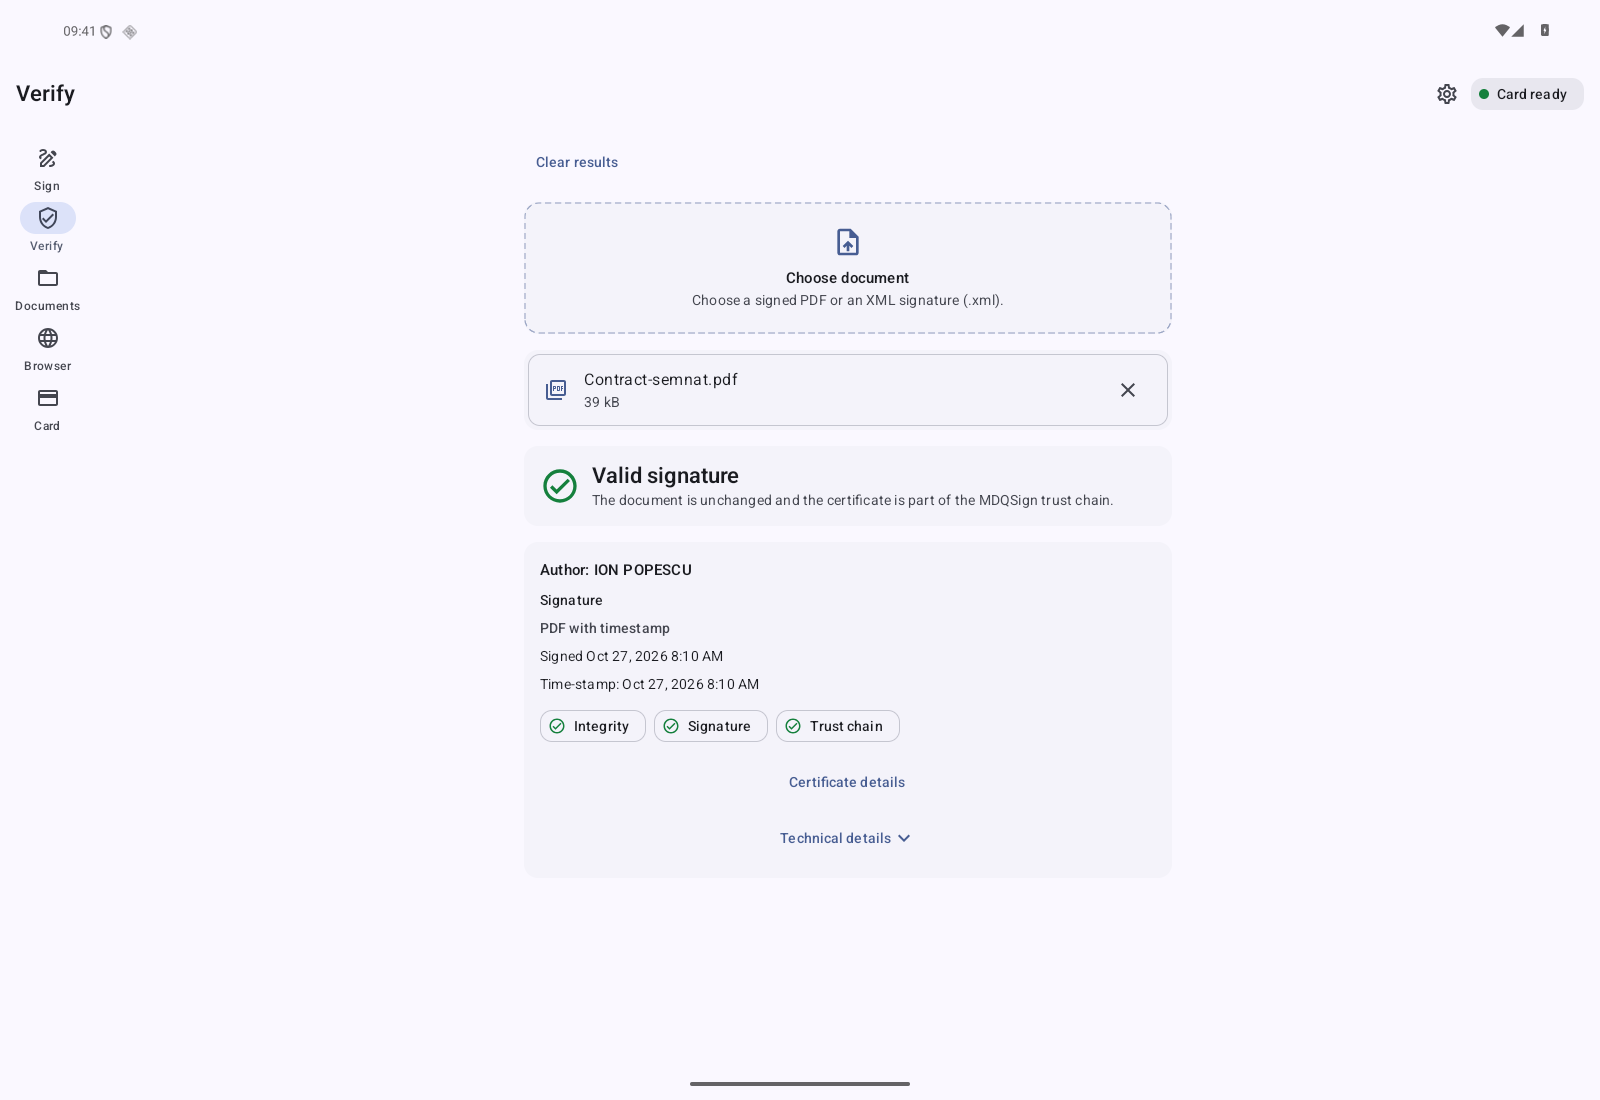 09:41
Verify
Card ready
Sign
Verify
Documents
Browser
Card
Clear results
Choose document
Choose a signed PDF or an XML signature (.xml).
PDF
Contract-semnat.pdf
39 kB
Valid signature
The document is unchanged and the certificate is part of the MDQSign trust chain.
Author: ION POPESCU
Signature
PDF with timestamp
Signed Oct 27, 2026 8:10 AM
Time-stamp: Oct 27, 2026 8:10 AM
Integrity
Signature
Trust chain
Certificate details
Technical details